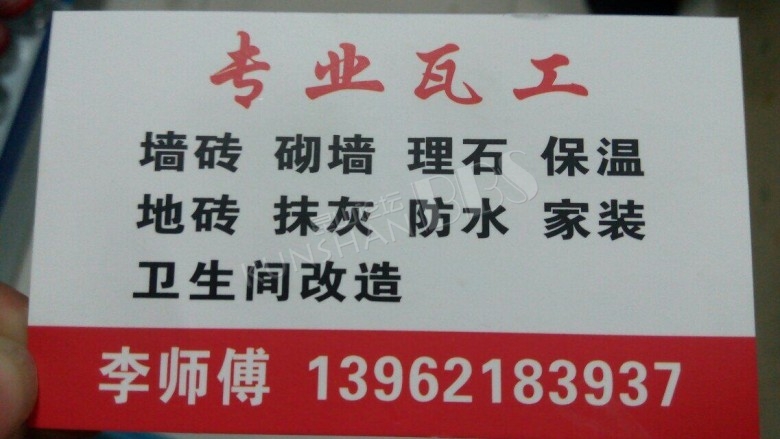 专业瓦工
墙砖 砌墙 理石 保温
地砖 抹灰 防水 家装
卫生间改造
李师傅 13962183937